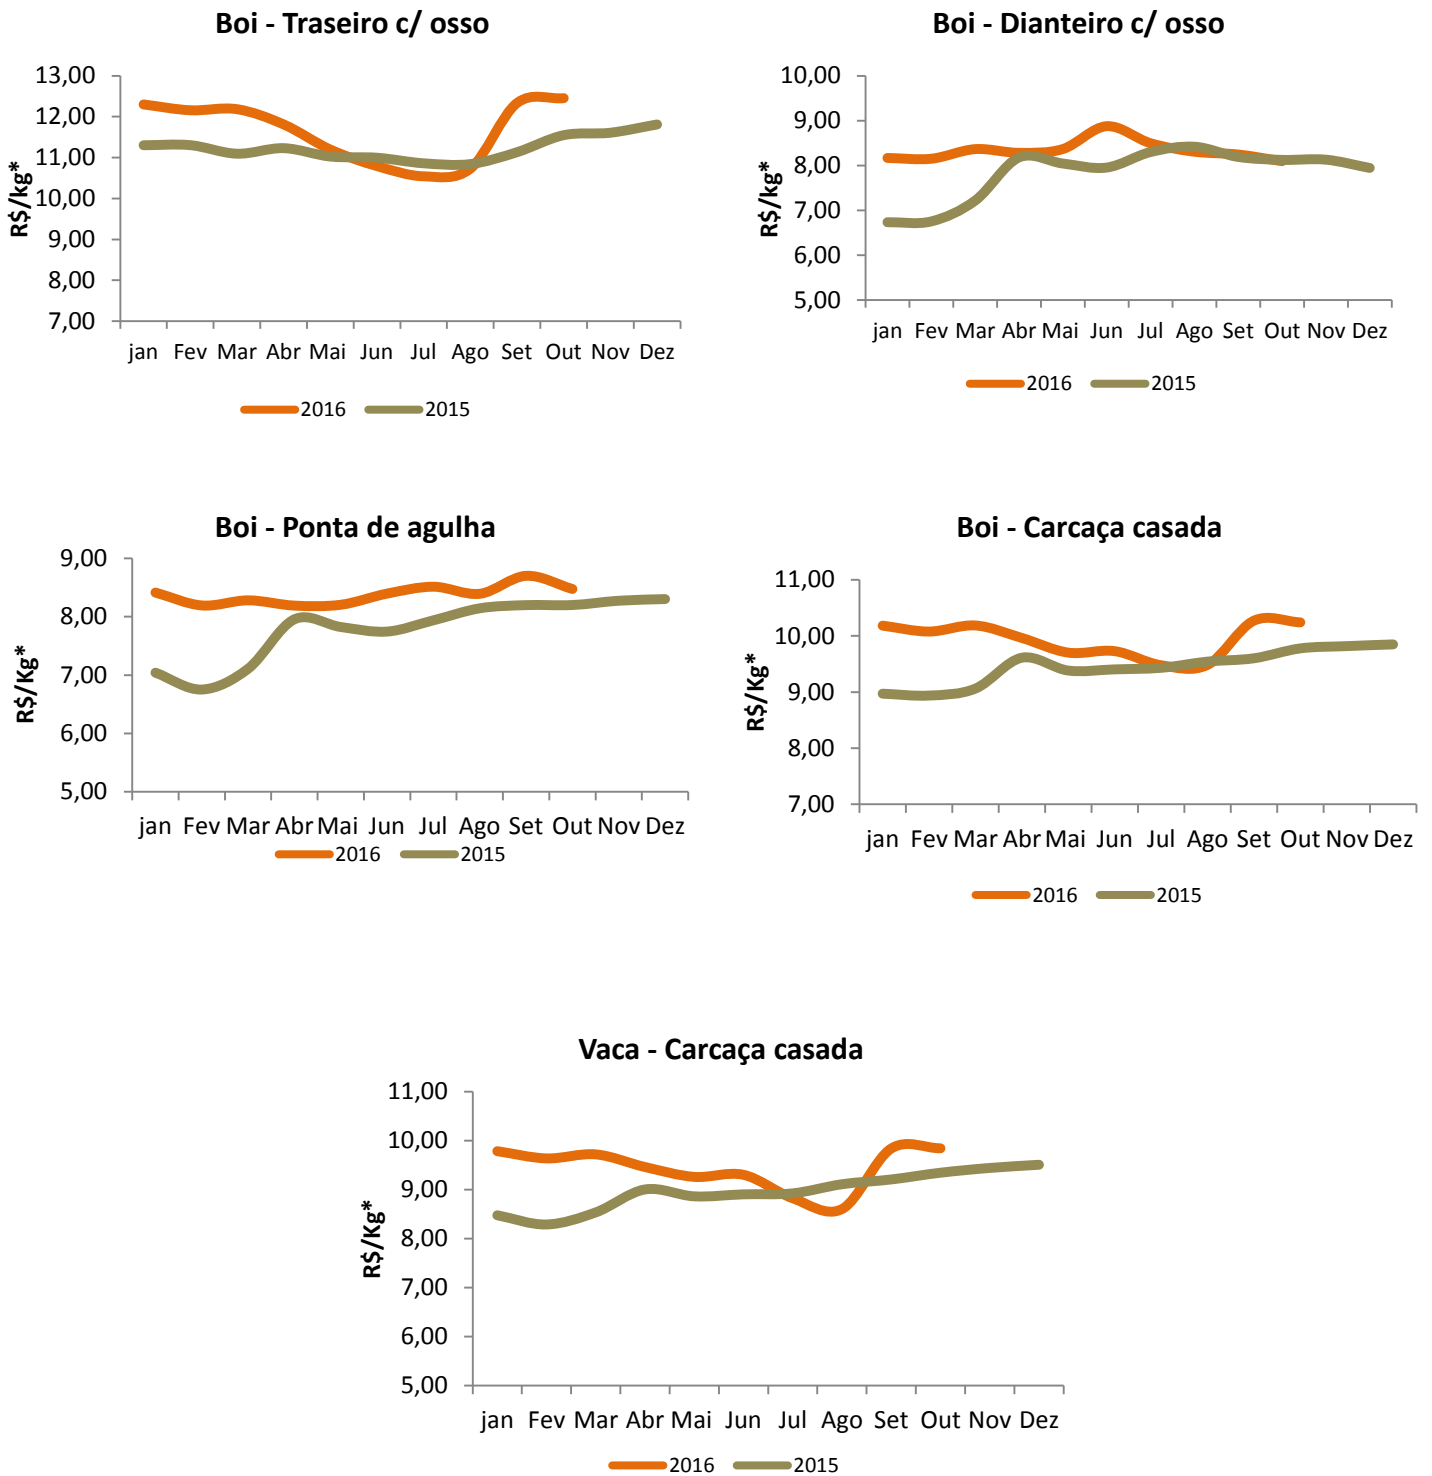 Boi - Traseiro c/ osso
R$/kg*
13,00
12,00
11,00
10,00
9,00
8,00
7,00
jan Fev Mar Abr Mai Jun Jul Ago Set Out Nov Dez
2016 2015
Boi - Dianteiro c/ osso
R$/kg*
10,00
9,00
8,00
7,00
6,00
5,00
jan Fev Mar Abr Mai Jun Jul Ago Set Out Nov Dez
2016 2015
Boi - Ponta de agulha
R$/Kg*
9,00
8,00
7,00
6,00
5,00
jan Fev Mar Abr Mai Jun Jul Ago Set Out Nov Dez
2016 2015
Boi - Carcaça casada
R$/Kg*
11,00
10,00
9,00
8,00
7,00
jan Fev Mar Abr Mai Jun Jul Ago Set Out Nov Dez
2016 2015
Vaca - Carcaça casada
R$/Kg*
11,00
10,00
9,00
8,00
7,00
6,00
5,00
jan Fev Mar Abr Mai Jun Jul Ago Set Out Nov Dez
2016 2015